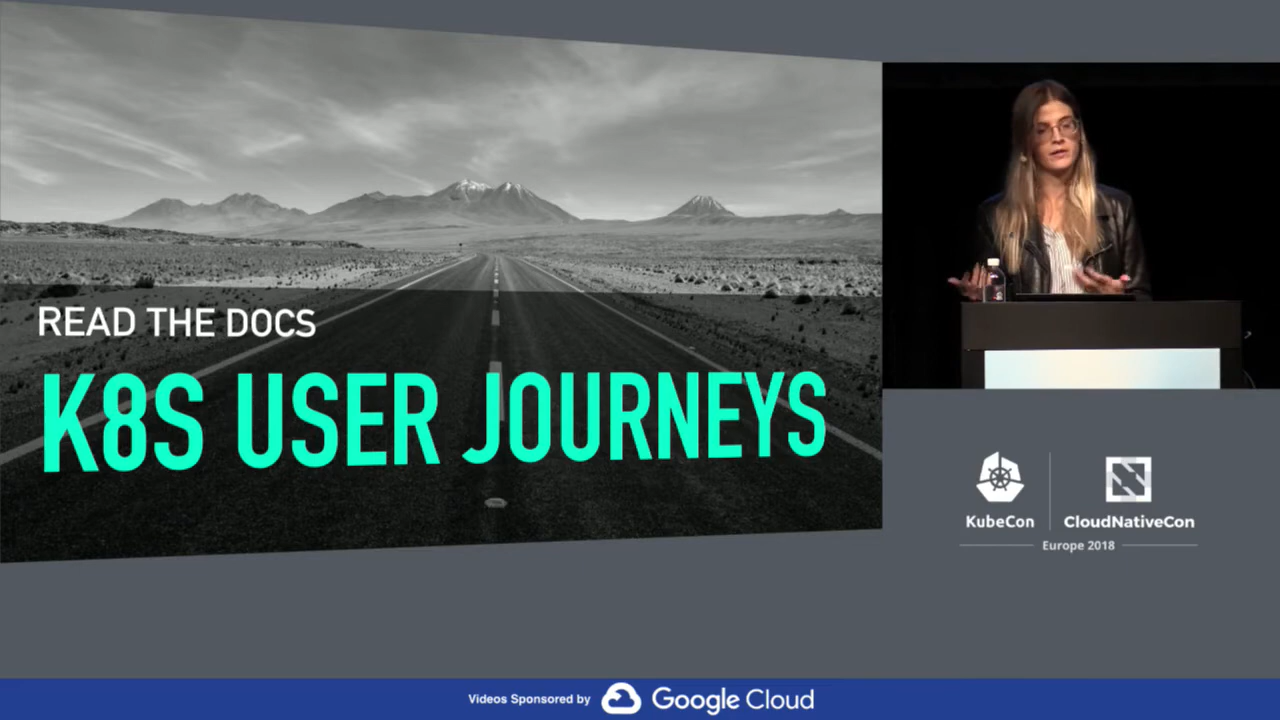 READ THE DOCS
K8S USER JOURNEYS
KubeCon
CloudNativeCon
Europe 2018
Videos Sponsored by Google Cloud